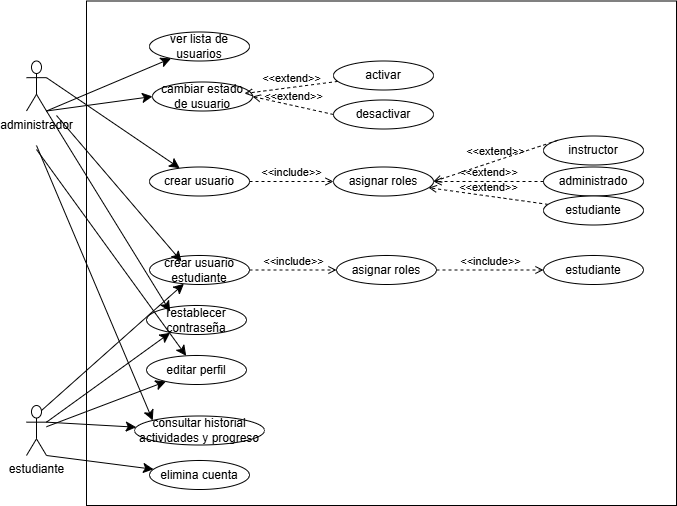 ver lista de
usuarios
cambiar estado
de usuario
<<extend>>
<<extend>>
activar
desactivar
administrador
crear usuario
<<include>>
asignar roles
<<extend>>
<<extend>>
<<extend>>
instructor
administrado
estudiante
crear usuario
estudiante
<<include>>
asignar roles
<<include>>
estudiante
restablecer
contraseña
editar perfil
consultar historial
actividades y progreso
estudiante
elimina cuenta